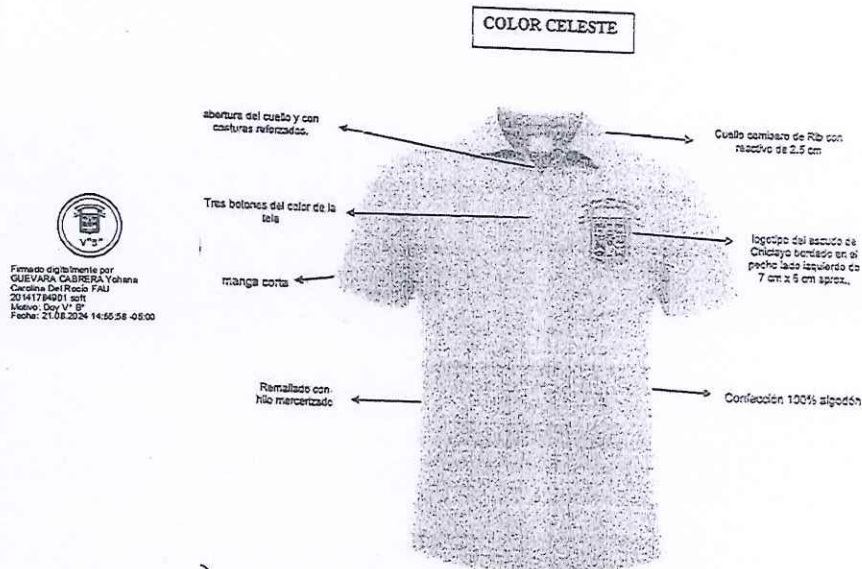 COLOR CELESTE
abertura del cuello y con
costuras reforzados.
Cuello camisero de Rib con
reactivo de 2.5 cm
Tres botones del color de la
tela
logotipo del escudo de
Chiclayo bordado en el
pecho lado izquierdo de
7 cm x 6 cm aprox.,
manga corta
Remallado con
hilo mercerizado
Confección 100% algodón
V°B°
Firmado digitalmente por
GUEVARA CABRERA Yohana
Carolina Del Rocio FAU
20141784901 soft
Motivo: Doy V° B°
Fecha: 21.08.2024 14:55:58 -05:00